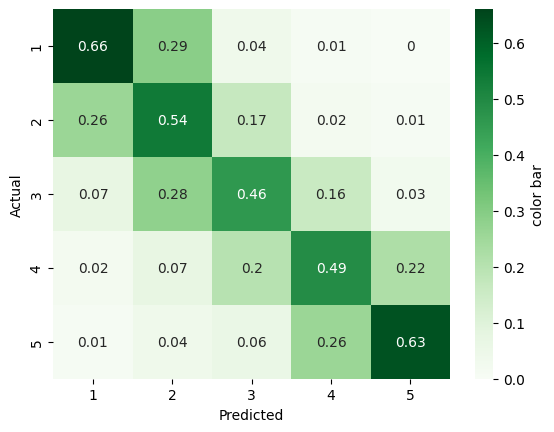 1 0.66 0.29 0.04 0.01 0
2 0.26 0.54 0.17 0.02 0.01
3 0.07 0.28 0.46 0.16 0.03
4 0.02 0.07 0.2 0.49 0.22
5 0.01 0.04 0.06 0.26 0.63
1 2 3 4 5
Predicted
Actual
0.6
0.5
0.4
0.3
0.2
0.1
0.0
color bar